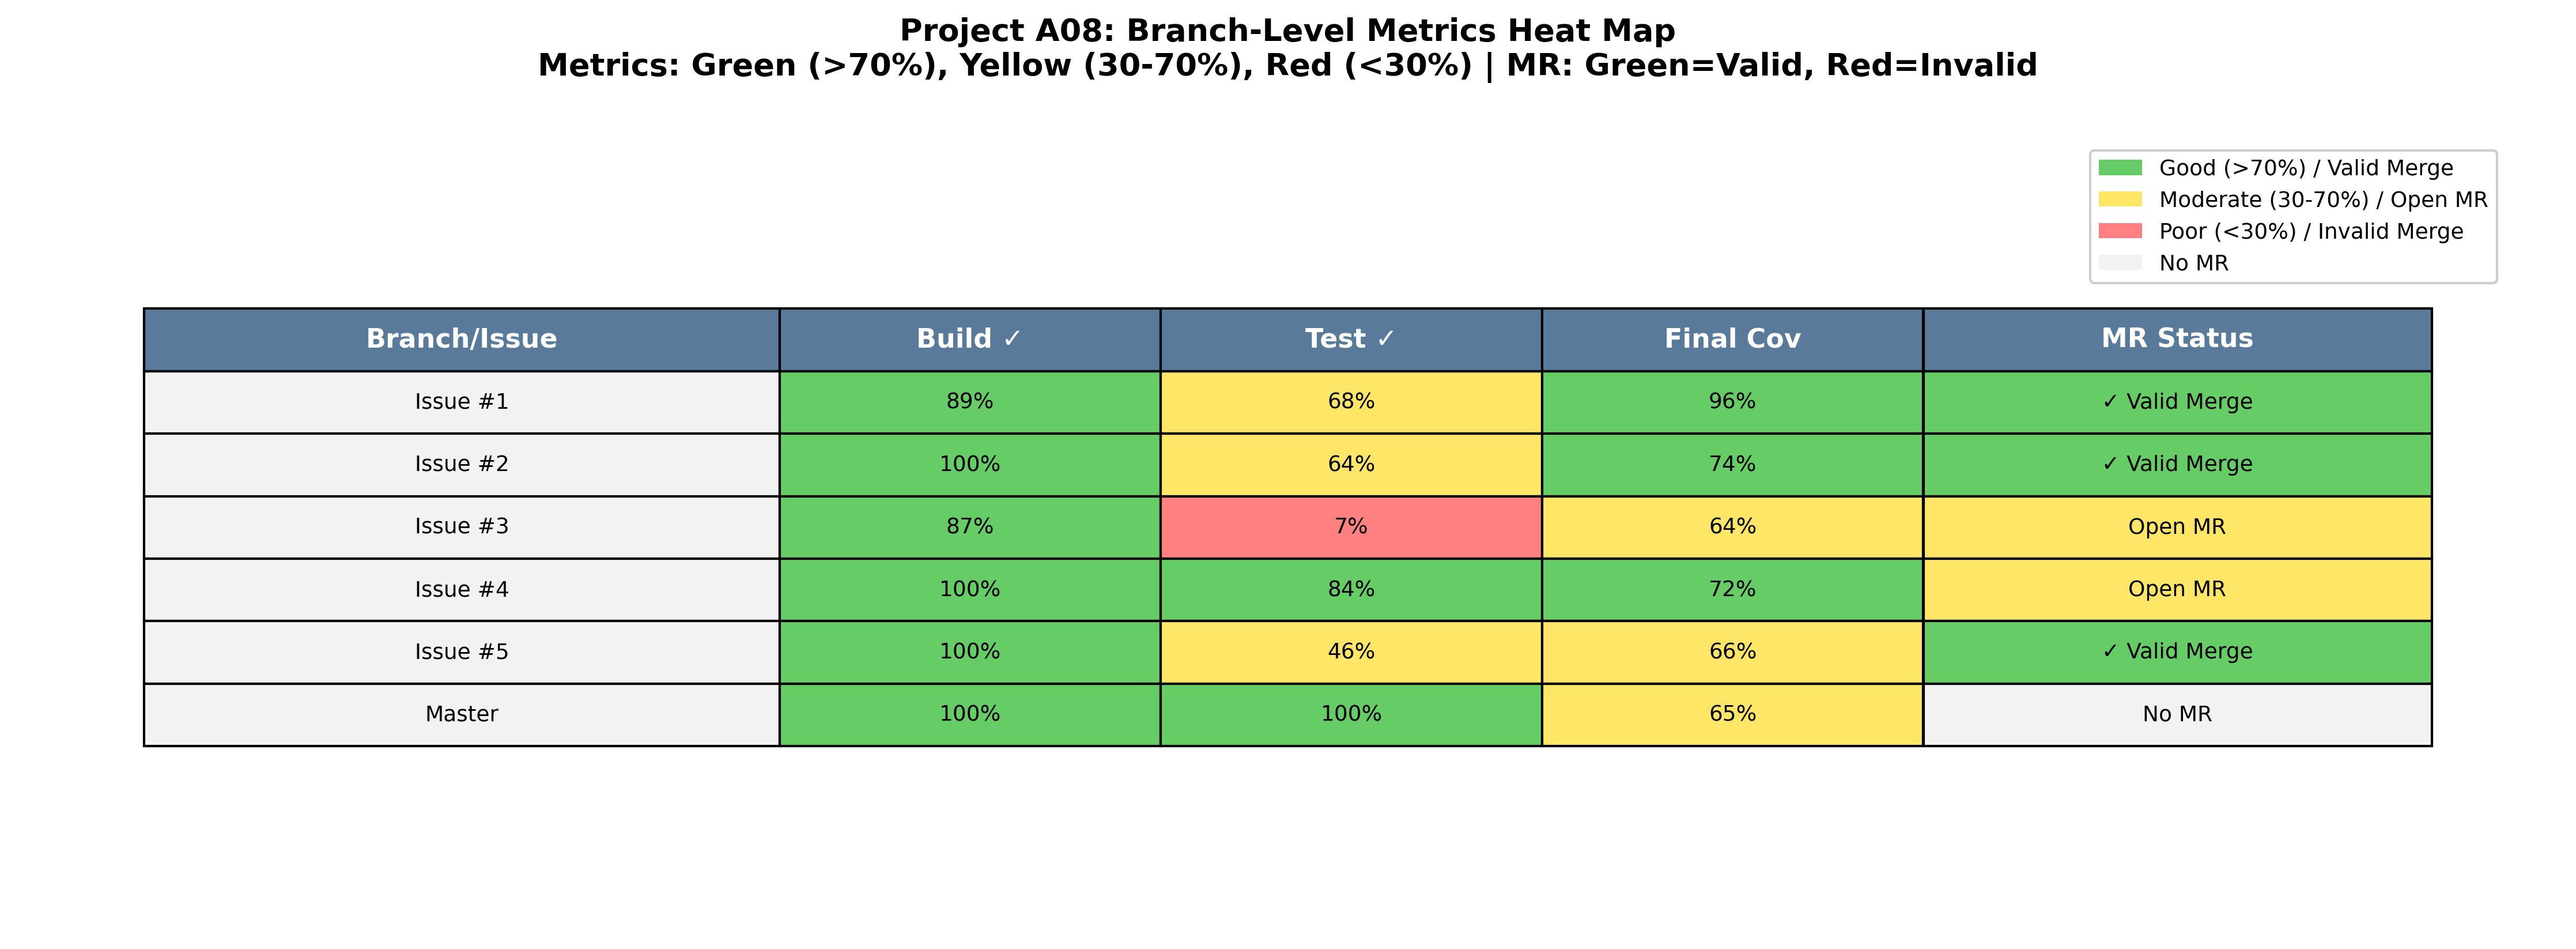 Project A08: Branch-Level Metrics Heat Map
Metrics: Green (>70%), Yellow (30-70%), Red (<30%) | MR: Green=Valid, Red=Invalid
Good (>70%) / Valid Merge
Moderate (30-70%) / Open MR
Poor (<30%) / Invalid Merge
No MR
Branch/Issue Build ✓ Test ✓ Final Cov MR Status
Issue #1 89% 68% 96% ✓ Valid Merge
Issue #2 100% 64% 74% ✓ Valid Merge
Issue #3 87% 7% 64% Open MR
Issue #4 100% 84% 72% Open MR
Issue #5 100% 46% 66% ✓ Valid Merge
Master 100% 100% 65% No MR